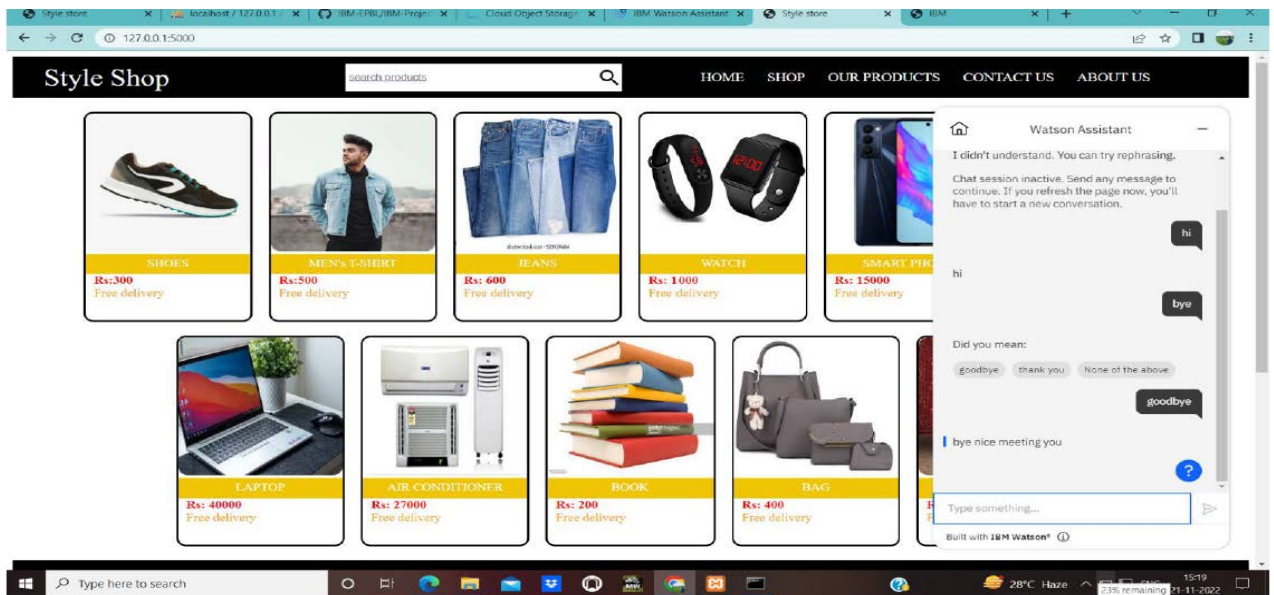 Style store
localhost / 127.0.0.1 /
IBM-EPBL/IBM-Projec
Cloud Object Storage
IBM Watson Assistant
Style store
IBM
127.0.0.1:5000
Style Shop
search products
HOME SHOP OUR PRODUCTS CONTACT US ABOUT US
Watson Assistant
I didn't understand. You can try rephrasing.
Chat session inactive. Send any message to
continue. If you refresh the page now, you'll
have to start a new conversation.
hi
hi
bye
Did you mean:
goodbye thank you None of the above
goodbye
bye nice meeting you
?
Type something...
Built with IBM Watson®
12:00
SHOES
Rs:300
Free delivery
MEN's T-SHIRT
Rs:500
Free delivery
JEANS
Rs: 600
Free delivery
WATCH
Rs: 1000
Free delivery
SMART PHO
Rs: 15000
Free delivery
LAPTOP
Rs: 40000
Free delivery
AIR CONDITIONER
Rs: 27000
Free delivery
BOOK
Rs: 200
Free delivery
BAG
Rs: 400
Free delivery
Type here to search
28°C Haze
ENG
15:19
23% remaining
21-11-2022